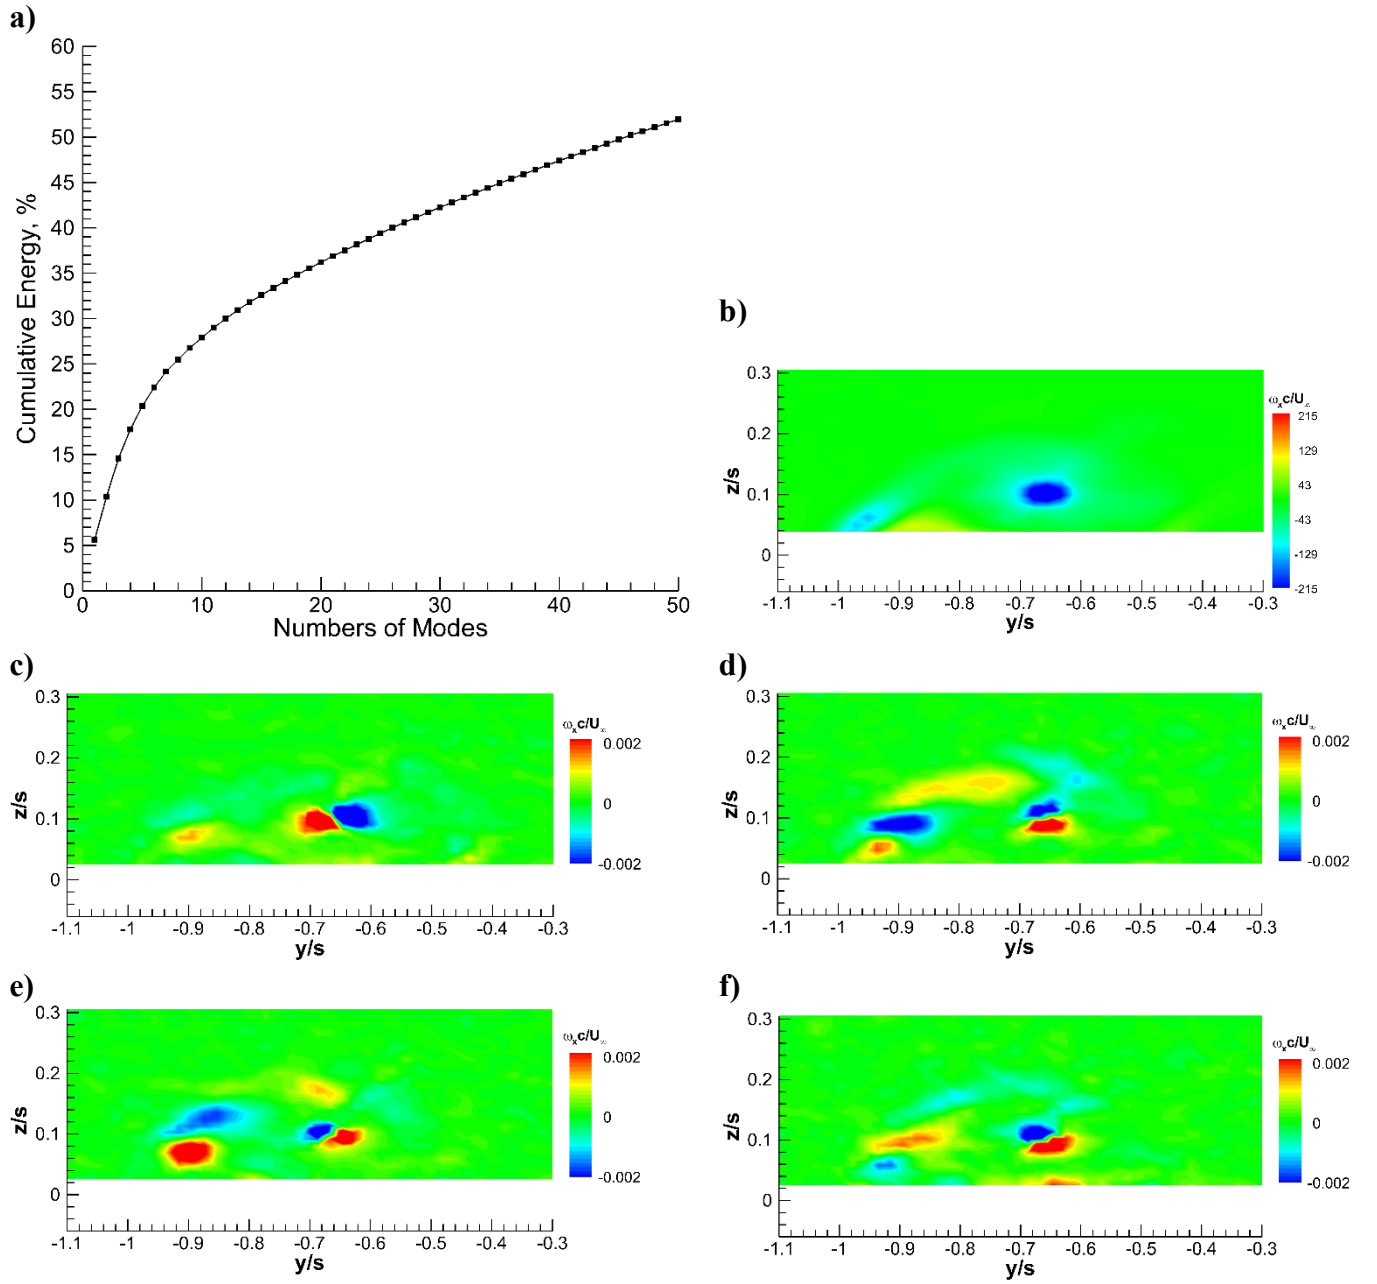 a)
60
55
50
45
40
35
30
25
20
15
10
5
0
Cumulative Energy, %
0 10 20 30 40 50
Numbers of Modes
b)
0.3
0.2
0.1
0
z/s
-1.1 -1 -0.9 -0.8 -0.7 -0.6 -0.5 -0.4 -0.3
y/s
ωₓc/U∞
215
129
43
-43
-129
-215
c)
0.3
0.2
0.1
0
z/s
-1.1 -1 -0.9 -0.8 -0.7 -0.6 -0.5 -0.4 -0.3
y/s
ωₓc/U∞
0.002
0
-0.002
d)
0.3
0.2
0.1
0
z/s
-1.1 -1 -0.9 -0.8 -0.7 -0.6 -0.5 -0.4 -0.3
y/s
ωₓc/U∞
0.002
0
-0.002
e)
0.3
0.2
0.1
0
z/s
-1.1 -1 -0.9 -0.8 -0.7 -0.6 -0.5 -0.4 -0.3
y/s
ωₓc/U∞
0.002
0
-0.002
f)
0.3
0.2
0.1
0
z/s
-1.1 -1 -0.9 -0.8 -0.7 -0.6 -0.5 -0.4 -0.3
y/s
ωₓc/U∞
0.002
0
-0.002